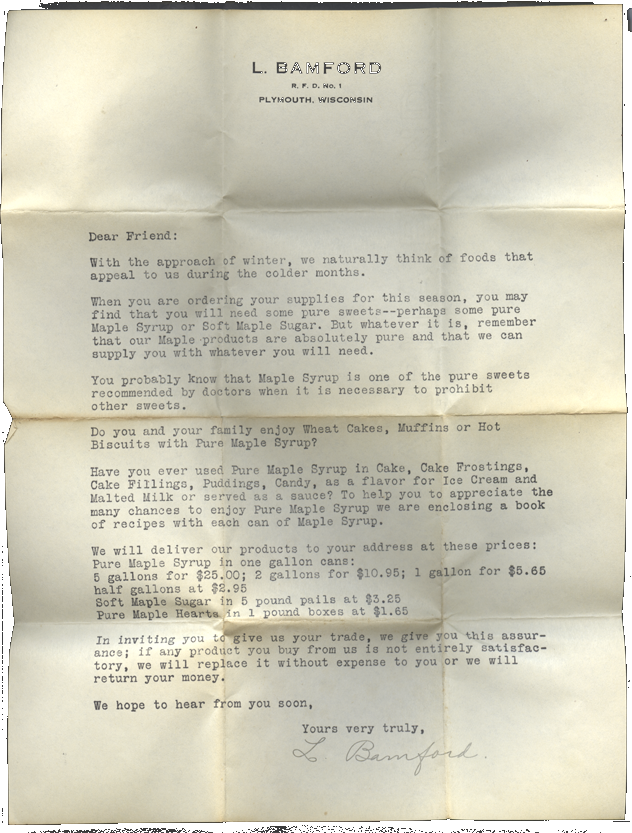 L. BAMFORD
R. F. D. No. 1
PLYMOUTH, WISCONSIN
Dear Friend:
With the approach of winter, we naturally think of foods that
appeal to us during the colder months.
When you are ordering your supplies for this season, you may
find that you will need some pure sweets--perhaps some pure
Maple Syrup or Soft Maple Sugar. But whatever it is, remember
that our Maple products are absolutely pure and that we can
supply you with whatever you will need.
You probably know that Maple Syrup is one of the pure sweets
recommended by doctors when it is necessary to prohibit
other sweets.
Do you and your family enjoy Wheat Cakes, Muffins or Hot
Biscuits with Pure Maple Syrup?
Have you ever used Pure Maple Syrup in Cake, Cake Frostings,
Cake Fillings, Puddings, Candy, as a flavor for Ice Cream and
Malted Milk or served as a sauce? To help you to appreciate the
many chances to enjoy Pure Maple Syrup we are enclosing a book
of recipes with each can of Maple Syrup.
We will deliver our products to your address at these prices:
Pure Maple Syrup in one gallon cans:
5 gallons for $25.00; 2 gallons for $10.95; 1 gallon for $5.65
half gallons at $2.95
Soft Maple Sugar in 5 pound pails at $3.25
Pure Maple Hearts in 1 pound boxes at $1.65
In inviting you to give us your trade, we give you this assur-
ance; if any product you buy from us is not entirely satisfac-
tory, we will replace it without expense to you or we will
return your money.
We hope to hear from you soon,
Yours very truly,
L Bamford.